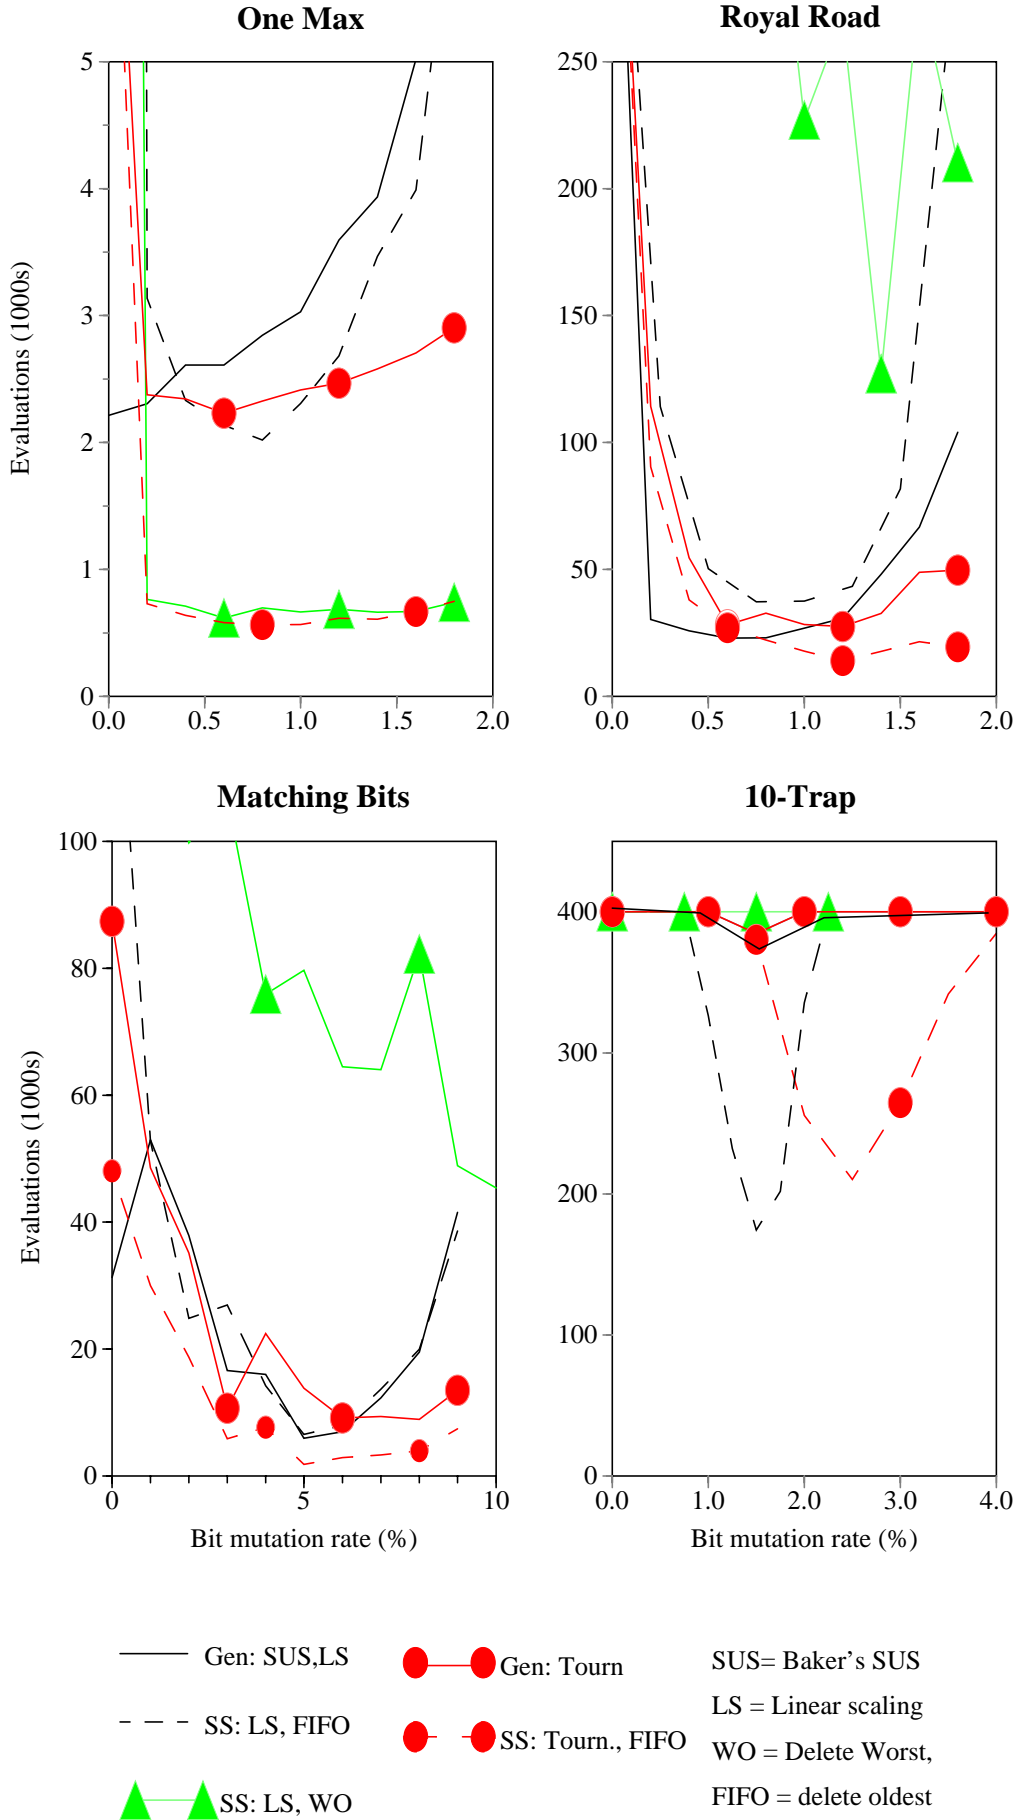 One Max
Royal Road
5
4
3
2
1
0
0.0 0.5 1.0 1.5 2.0
Evaluations (1000s)
250
200
150
100
50
0
0.0 0.5 1.0 1.5 2.0
Matching Bits
10-Trap
100
80
60
40
20
0
0 5 10
Evaluations (1000s)
Bit mutation rate (%)
400
300
200
100
0
0.0 1.0 2.0 3.0 4.0
Bit mutation rate (%)
Gen: SUS,LS
SS: LS, FIFO
SS: LS, WO
Gen: Tourn
SS: Tourn., FIFO
SUS= Baker's SUS
LS = Linear scaling
WO = Delete Worst,
FIFO = delete oldest